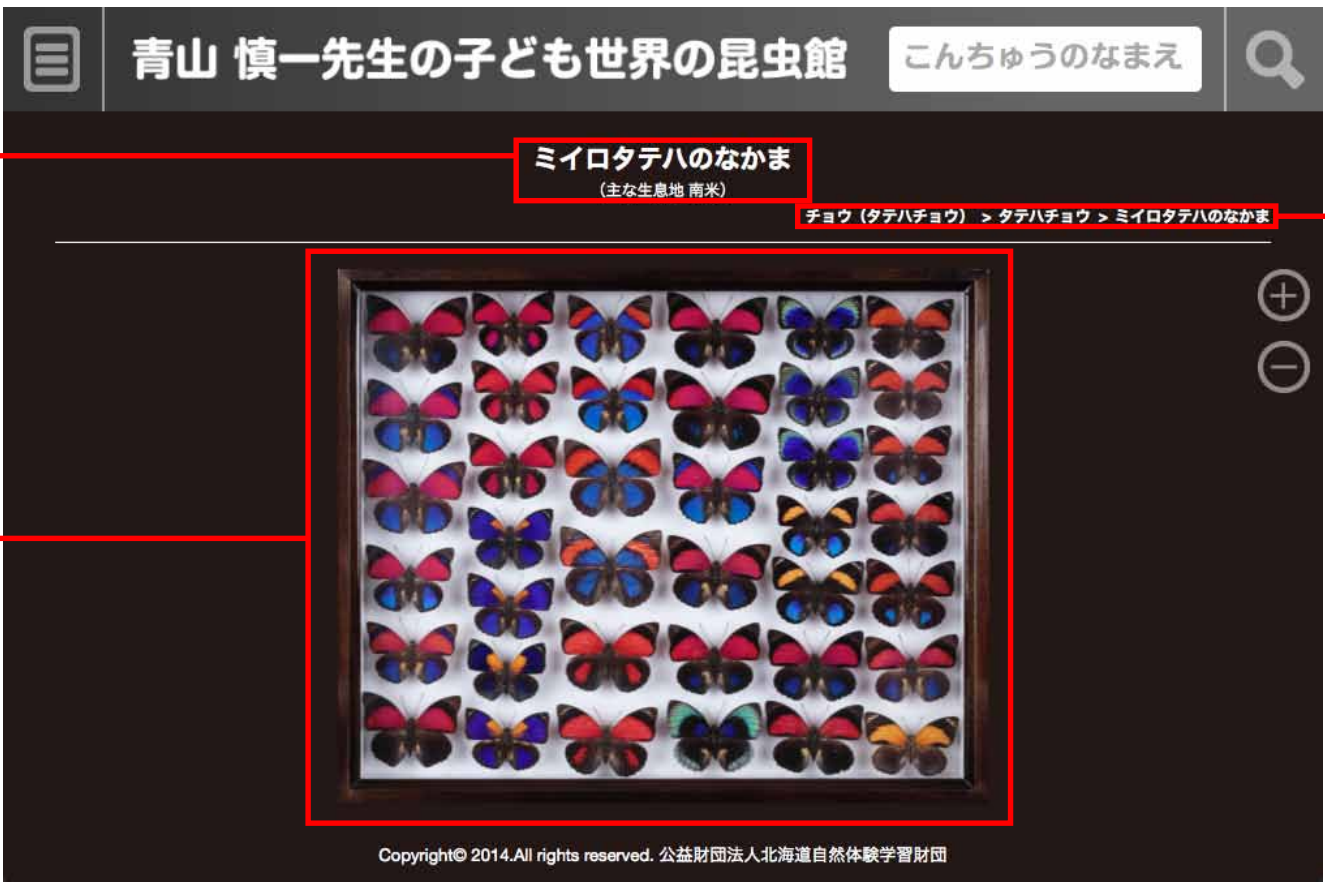 青山 慎一先生の子ども世界の昆虫館
こんちゅうのなまえ
ミイロタテハのなかま
（主な生息地 南米）
チョウ（タテハチョウ） > タテハチョウ > ミイロタテハのなかま
Copyright© 2014.All rights reserved. 公益財団法人北海道自然体験学習財団